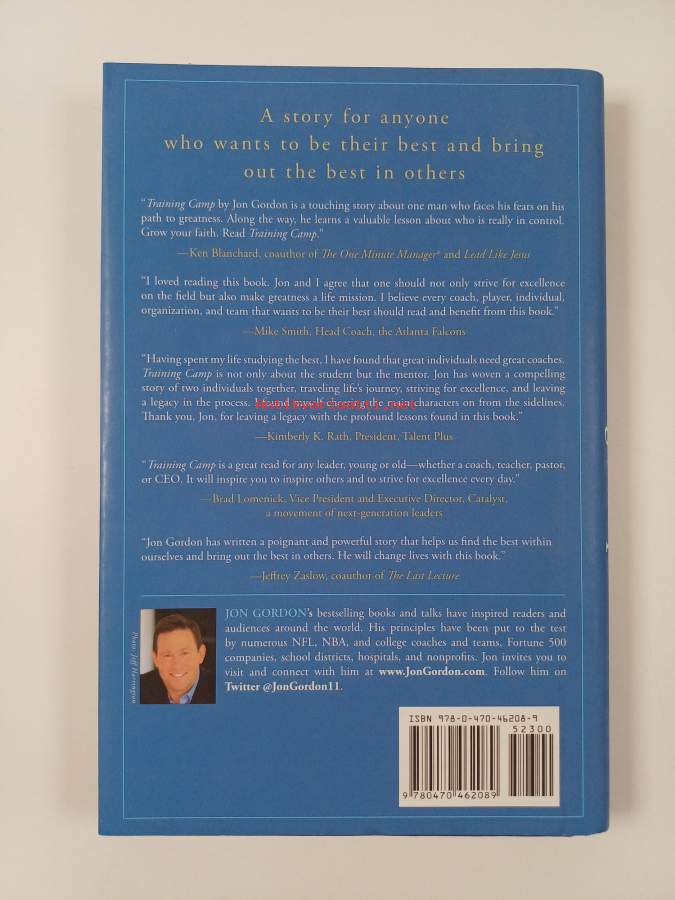 A story for anyone
who wants to be their best and bring
out the best in others
“Training Camp by Jon Gordon is a touching story about one man who faces his fears on his
path to greatness. Along the way, he learns a valuable lesson about who is really in control.
Grow your faith. Read Training Camp.”
—Ken Blanchard, coauthor of The One Minute Manager® and Lead Like Jesus
“I loved reading this book. Jon and I agree that one should not only strive for excellence
on the field but also make greatness a life mission. I believe every coach, player, individual,
organization, and team that wants to be their best should read and benefit from this book.”
—Mike Smith, Head Coach, the Atlanta Falcons
“Having spent my life studying the best, I have found that great individuals need great coaches.
Training Camp is not only about the student but the mentor. Jon has woven a compelling
story of two individuals together, traveling life’s journey, striving for excellence, and leaving
a legacy in the process. I found myself cheering the main characters on from the sidelines.
Thank you, Jon, for leaving a legacy with the profound lessons found in this book.”
—Kimberly K. Rath, President, Talent Plus
“Training Camp is a great read for any leader, young or old—whether a coach, teacher, pastor,
or CEO. It will inspire you to inspire others and to strive for excellence every day.”
—Brad Lomenick, Vice President and Executive Director, Catalyst,
a movement of next-generation leaders
“Jon Gordon has written a poignant and powerful story that helps us find the best within
ourselves and bring out the best in others. He will change lives with this book.”
—Jeffrey Zaslow, coauthor of The Last Lecture
Photo: Jeff Harrington
JON GORDON’s bestselling books and talks have inspired readers and
audiences around the world. His principles have been put to the test
by numerous NFL, NBA, and college coaches and teams, Fortune 500
companies, school districts, hospitals, and nonprofits. Jon invites you to
visit and connect with him at www.JonGordon.com. Follow him on
Twitter @JonGordon11.
ISBN 978-0-470-46208-9
52300
9 780470 462089